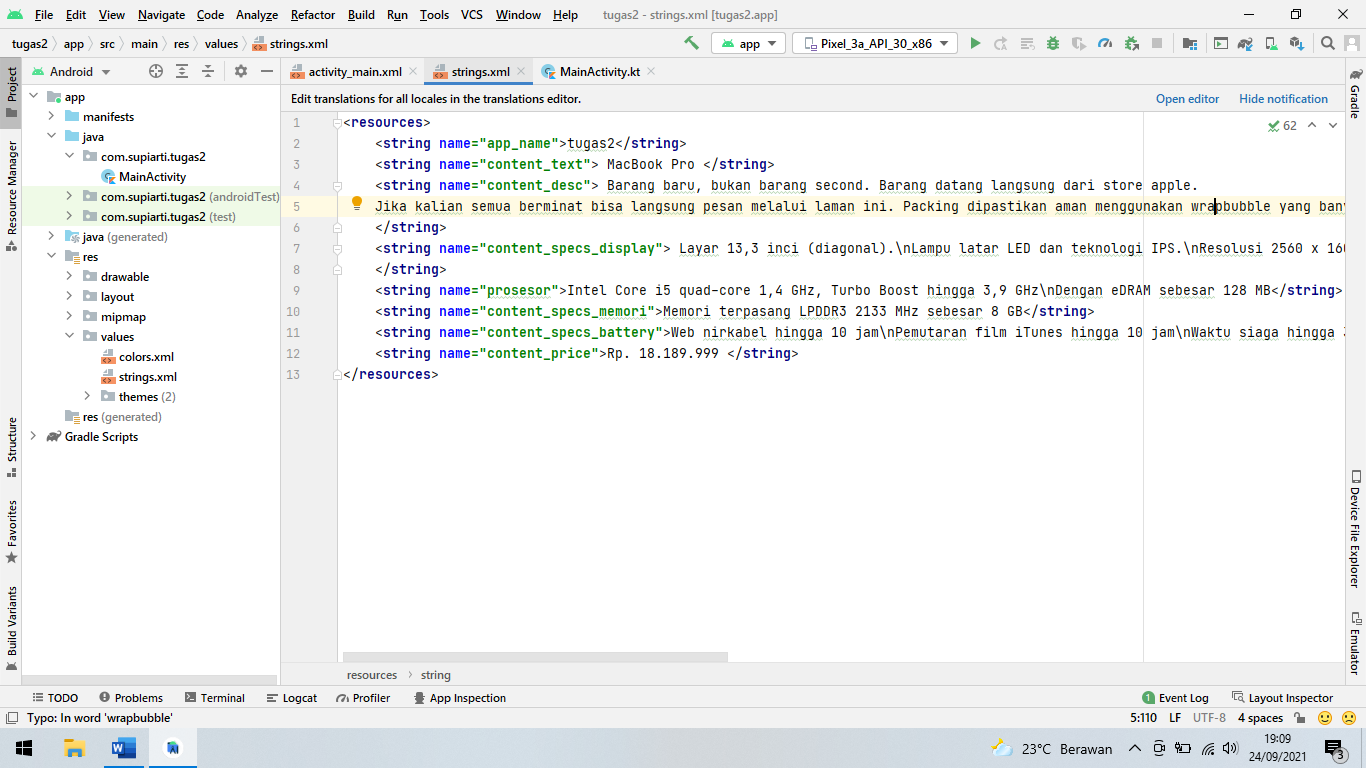 File Edit View Navigate Code Analyze Refactor Build Run Tools VCS Window Help tugas2 - strings.xml [tugas2.app]
tugas2 app src main res values strings.xml app Pixel_3a_API_30_x86
Project
Resource Manager
Structure
Favorites
Build Variants
Android
app
manifests
java
com.supiarti.tugas2
MainActivity
com.supiarti.tugas2 (androidTest)
com.supiarti.tugas2 (test)
java (generated)
res
drawable
layout
mipmap
values
colors.xml
strings.xml
themes (2)
res (generated)
Gradle Scripts
activity_main.xml strings.xml MainActivity.kt
Edit translations for all locales in the translations editor. Open editor Hide notification
62
1 <resources>
2 <string name="app_name">tugas2</string>
3 <string name="content_text"> MacBook Pro </string>
4 <string name="content_desc"> Barang baru, bukan barang second. Barang datang langsung dari store apple.
5 Jika kalian semua berminat bisa langsung pesan melalui laman ini. Packing dipastikan aman menggunakan wrapbubble yang
6 </string>
7 <string name="content_specs_display"> Layar 13,3 inci (diagonal).\nLampu latar LED dan teknologi IPS.\nResolusi 2560 x
8 </string>
9 <string name="prosesor">Intel Core i5 quad-core 1,4 GHz, Turbo Boost hingga 3,9 GHz\nDengan eDRAM sebesar 128 MB</string>
10 <string name="content_specs_memori">Memori terpasang LPDDR3 2133 MHz sebesar 8 GB</string>
11 <string name="content_specs_battery">Web nirkabel hingga 10 jam\nPemutaran film iTunes hingga 10 jam\nWaktu siaga hingga
12 <string name="content_price">Rp. 18.189.999 </string>
13 </resources>
resources string
Gradle
Device File Explorer
Emulator
TODO Problems Terminal Logcat Profiler App Inspection Event Log Layout Inspector
Typo: In word 'wrapbubble' 5:110 LF UTF-8 4 spaces
23°C Berawan
19:09
24/09/2021
3